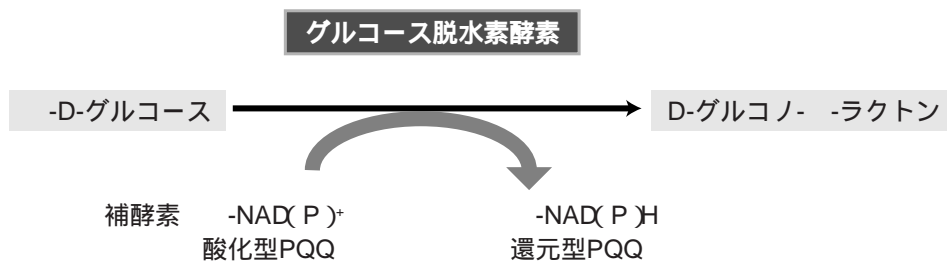 グルコース脱水素酵素
-D-グルコース
D-グルコノ- -ラクトン
補酵素 -NAD(P)+ -NAD(P)H
酸化型PQQ 還元型PQQ